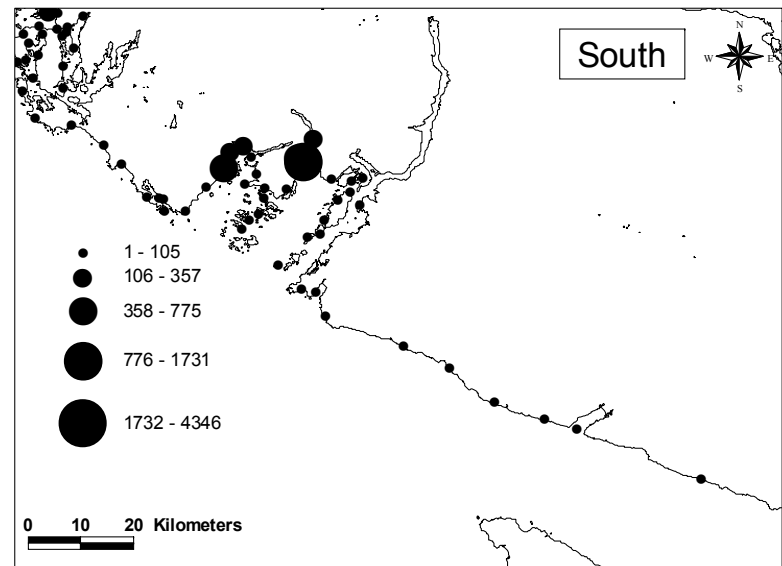 South
N
W E
S
1 - 105
106 - 357
358 - 775
776 - 1731
1732 - 4346
0 10 20 Kilometers